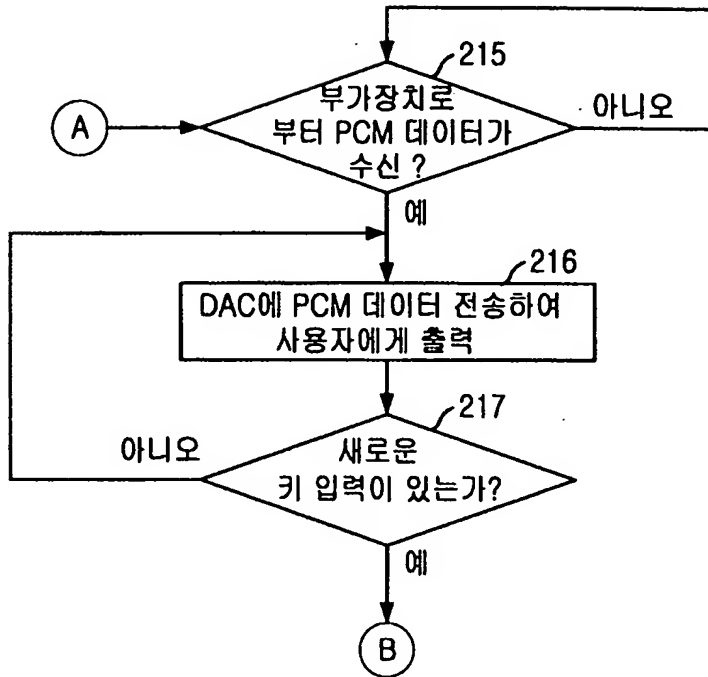 215
부가장치로
부터 PCM 데이터가
수신 ?
아니오
A
예
216
DAC에 PCM 데이터 전송하여
사용자에게 출력
217
아니오
새로운
키 입력이 있는가?
예
B